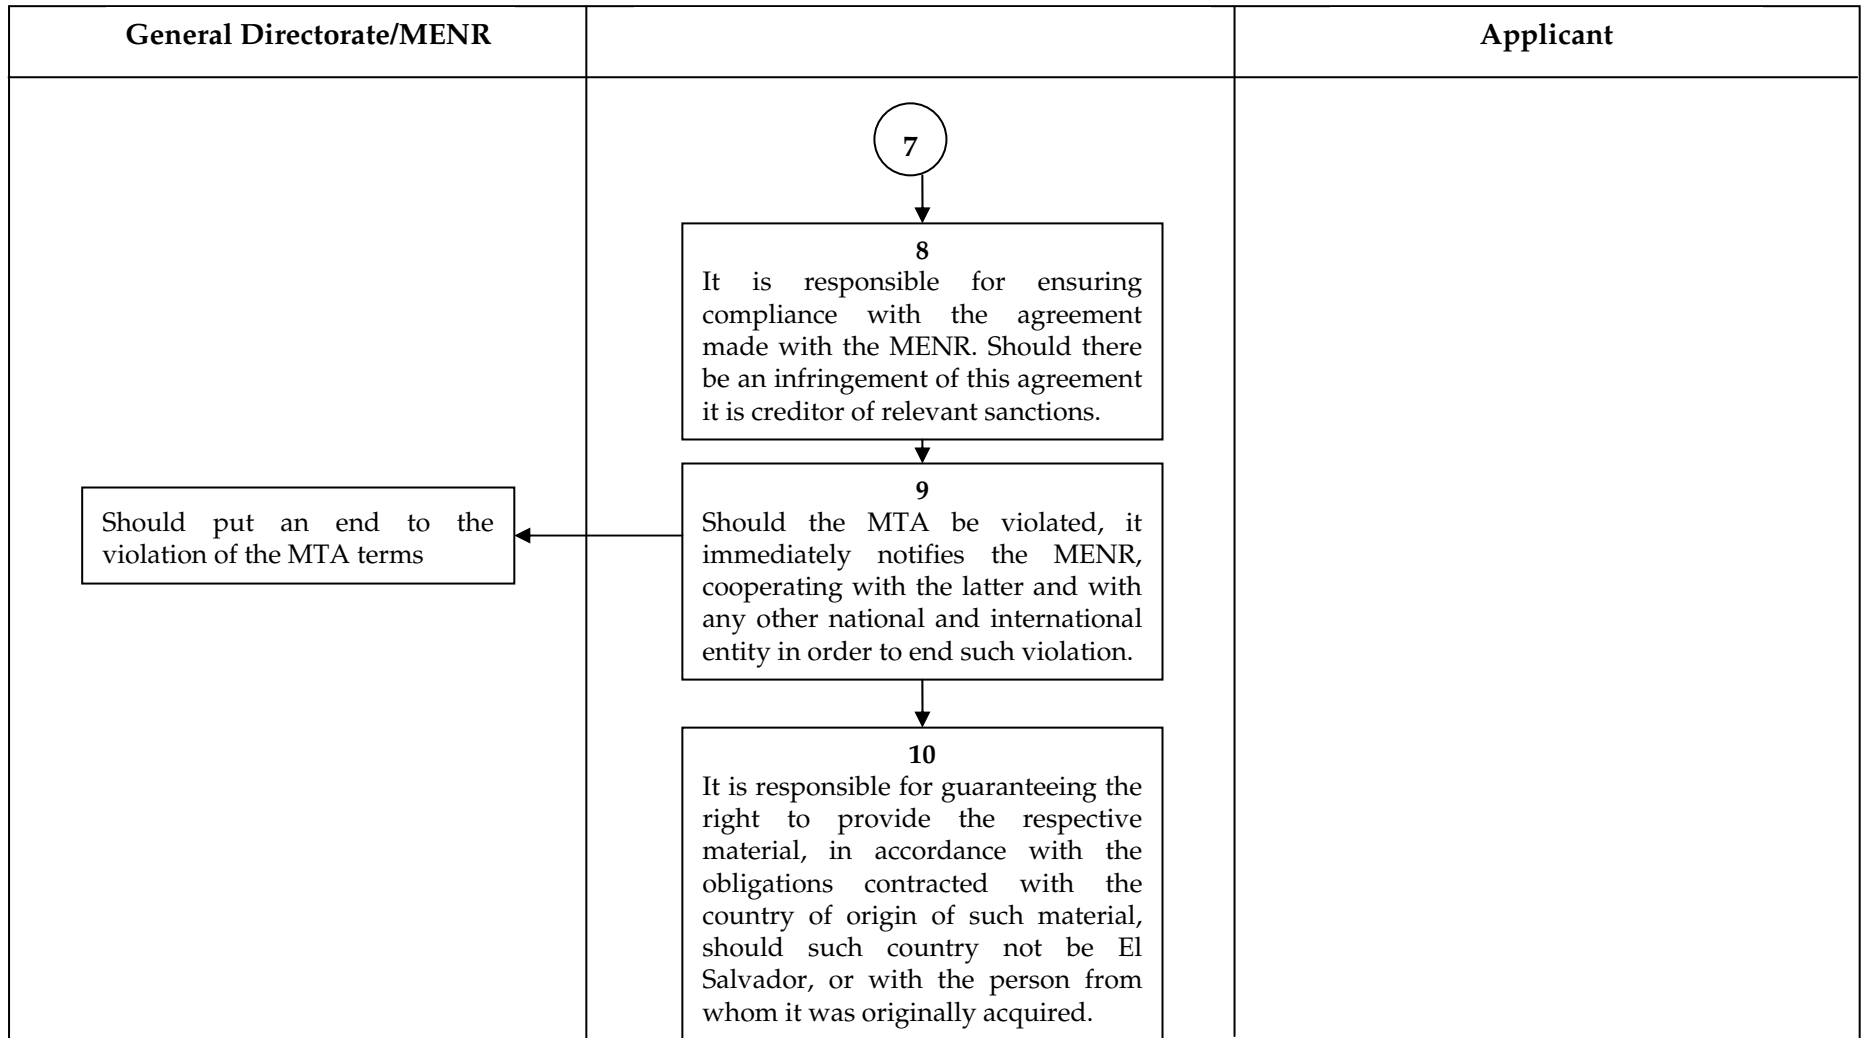 General Directorate/MENR
Applicant
7
8
It is responsible for ensuring
compliance with the agreement
made with the MENR. Should there
be an infringement of this agreement
it is creditor of relevant sanctions.
9
Should the MTA be violated, it
immediately notifies the MENR,
cooperating with the latter and with
any other national and international
entity in order to end such violation.
Should put an end to the
violation of the MTA terms
10
It is responsible for guaranteeing the
right to provide the respective
material, in accordance with the
obligations contracted with the
country of origin of such material,
should such country not be El
Salvador, or with the person from
whom it was originally acquired.